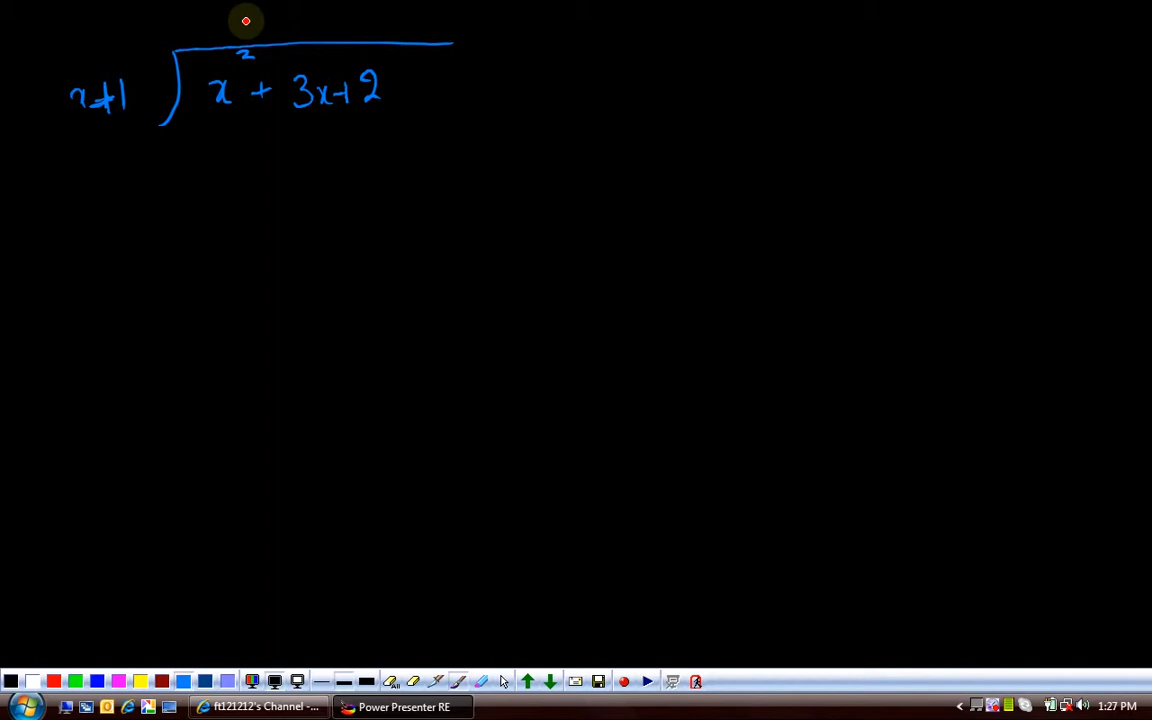 x+1 ) x² + 3x+2
ft121212's Channel -... Power Presenter RE 1:27 PM